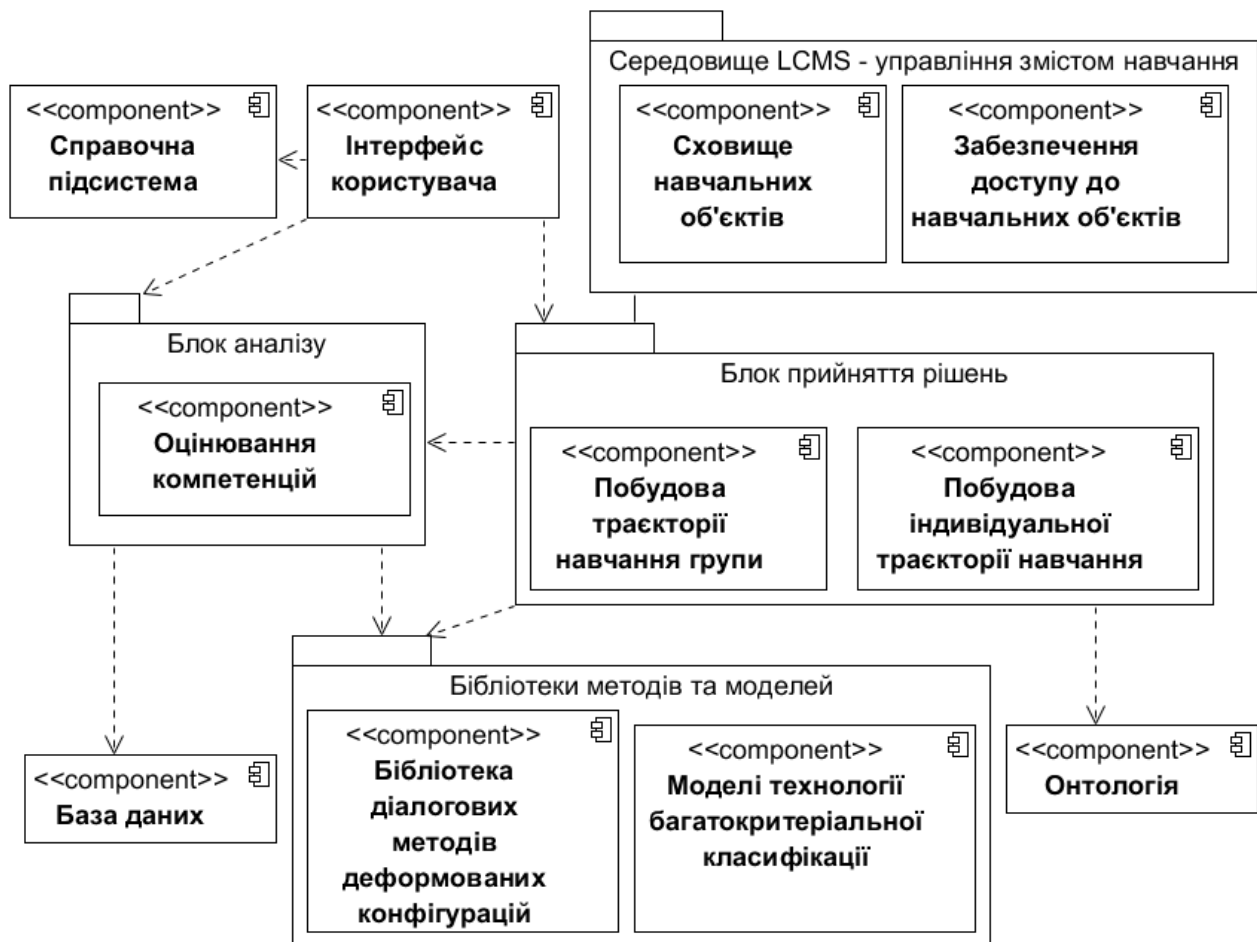 Середовище LCMS - управління змістом навчання
<<component>>
Справочна
підсистема
<<component>>
Інтерфейс
користувача
<<component>>
Сховище
навчальних
об'єктів
<<component>>
Забезпечення
доступу до
навчальних об'єктів
Блок аналізу
<<component>>
Оцінювання
компетенцій
Блок прийняття рішень
<<component>>
Побудова
траєкторії
навчання групи
<<component>>
Побудова
індивідуальної
траєкторії навчання
Бібліотеки методів та моделей
<<component>>
База даних
<<component>>
Бібліотека
діалогових
методів
деформованих
конфігурацій
<<component>>
Моделі технології
багатокритеріальної
класифікації
<<component>>
Онтологія